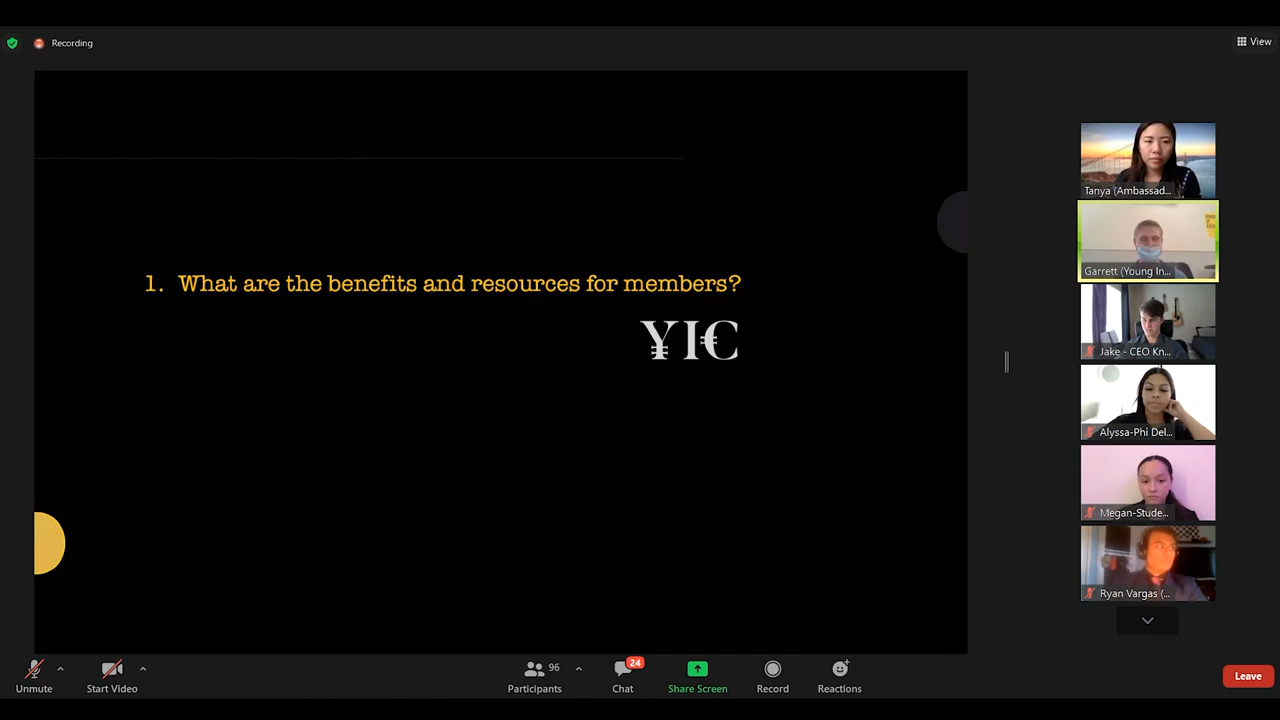 Recording
View
1. What are the benefits and resources for members?
YIC
Tanya (Ambassad...
Garrett (Young In...
Jake - CEO Kn...
Alyssa-Phi Del...
Megan-Stude...
Ryan Vargas (...
Unmute
Start Video
96
Participants
24
Chat
Share Screen
Record
Reactions
Leave